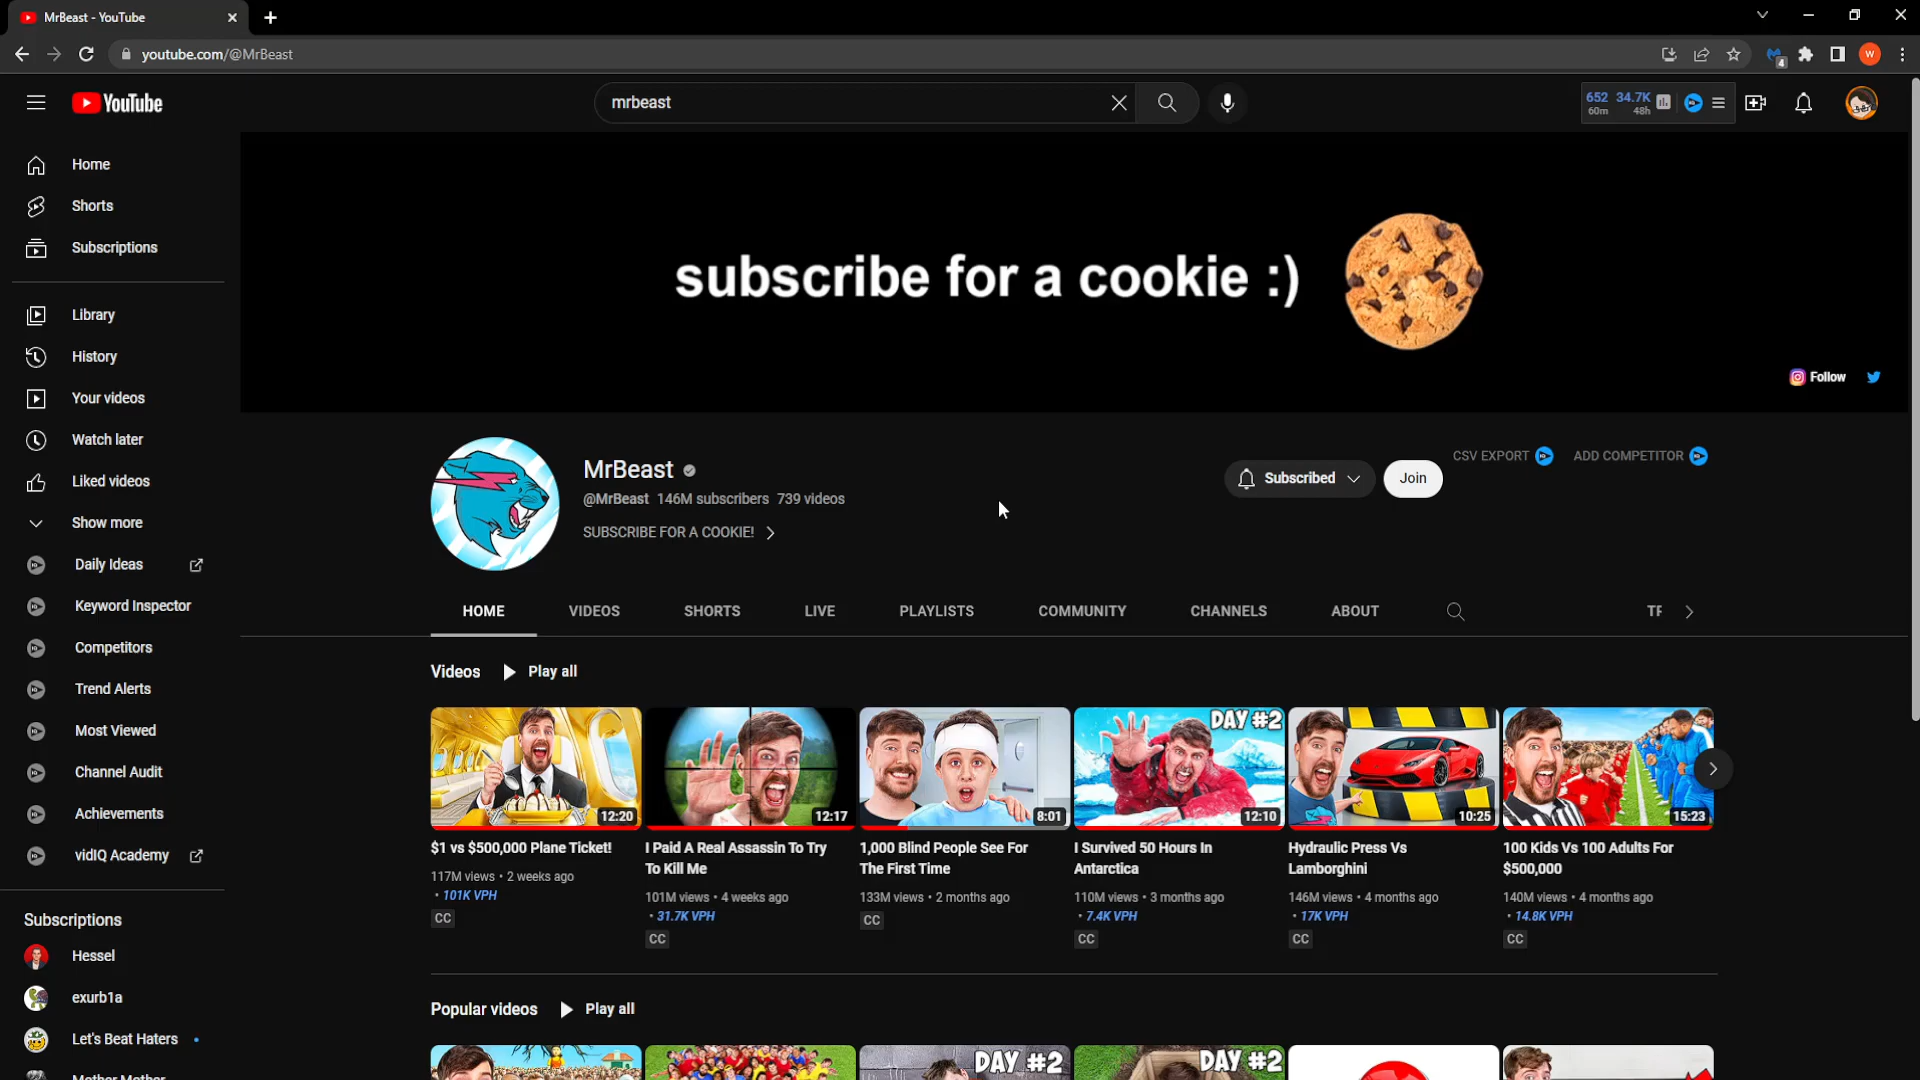 MrBeast - YouTube
youtube.com/@MrBeast
4
W
YouTube
mrbeast
652 34.7K
60m 48h
Home
Shorts
Subscriptions
Library
History
Your videos
Watch later
Liked videos
Show more
Daily Ideas
Keyword Inspector
Competitors
Trend Alerts
Most Viewed
Channel Audit
Achievements
vidIQ Academy
Subscriptions
Hessel
exurb1a
Let's Beat Haters
subscribe for a cookie :)
Follow
MrBeast
@MrBeast 146M subscribers 739 videos
SUBSCRIBE FOR A COOKIE!
Subscribed
Join
CSV EXPORT
ADD COMPETITOR
HOME VIDEOS SHORTS LIVE PLAYLISTS COMMUNITY CHANNELS ABOUT
Videos Play all
12:20
$1 vs $500,000 Plane Ticket!
117M views • 2 weeks ago
• 101K VPH
CC
12:17
I Paid A Real Assassin To Try
To Kill Me
101M views • 4 weeks ago
• 31.7K VPH
CC
8:01
1,000 Blind People See For
The First Time
133M views • 2 months ago
CC
DAY #2
12:10
I Survived 50 Hours In
Antarctica
110M views • 3 months ago
• 7.4K VPH
CC
10:25
Hydraulic Press Vs
Lamborghini
146M views • 4 months ago
• 17K VPH
CC
15:23
100 Kids Vs 100 Adults For
$500,000
140M views • 4 months ago
• 14.8K VPH
CC
Popular videos Play all
DAY #2
DAY #2